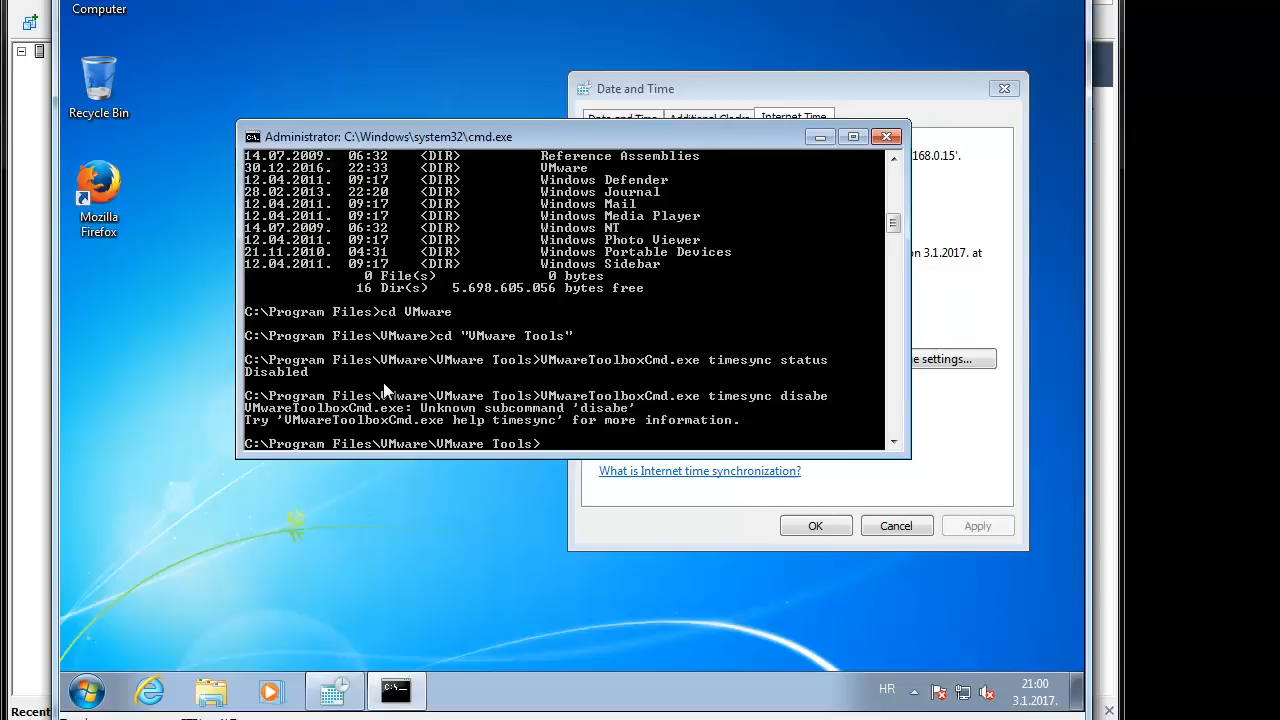 Computer
Recycle Bin
Mozilla
Firefox
Date and Time
Date and Time
Additional Clocks
Internet Time
168.0.15'.
on 3.1.2017. at
e settings...
What is Internet time synchronization?
OK
Cancel
Apply
Administrator: C:\Windows\system32\cmd.exe
14.07.2009.  06:32    <DIR>          Reference Assemblies
30.12.2016.  22:33    <DIR>          VMware
12.04.2011.  09:17    <DIR>          Windows Defender
28.02.2013.  22:20    <DIR>          Windows Journal
12.04.2011.  09:17    <DIR>          Windows Mail
12.04.2011.  09:17    <DIR>          Windows Media Player
14.07.2009.  06:32    <DIR>          Windows NT
12.04.2011.  09:17    <DIR>          Windows Photo Viewer
21.11.2010.  04:31    <DIR>          Windows Portable Devices
12.04.2011.  09:17    <DIR>          Windows Sidebar
0 File(s)              0 bytes
16 Dir(s)   5.698.605.056 bytes free
C:\Program Files>cd VMware
C:\Program Files\VMware>cd "VMware Tools"
C:\Program Files\VMware\VMware Tools>VMwareToolboxCmd.exe timesync status
Disabled
C:\Program Files\VMware\VMware Tools>VMwareToolboxCmd.exe timesync disabe
VMwareToolboxCmd.exe: Unknown subcommand 'disabe'
Try 'VMwareToolboxCmd.exe help timesync' for more information.
C:\Program Files\VMware\VMware Tools>
HR
21:00
3.1.2017.
Recent